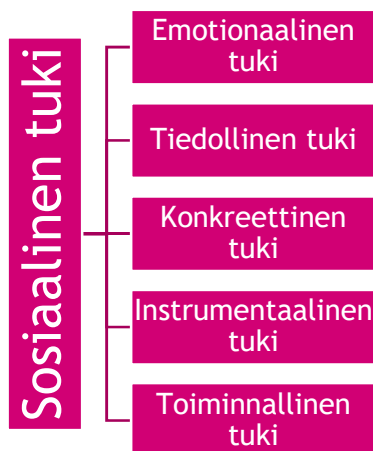 Sosiaalinen tuki
Emotionaalinen
tuki
Tiedollinen tuki
Konkreettinen
tuki
Instrumentaalinen
tuki
Toiminnallinen
tuki